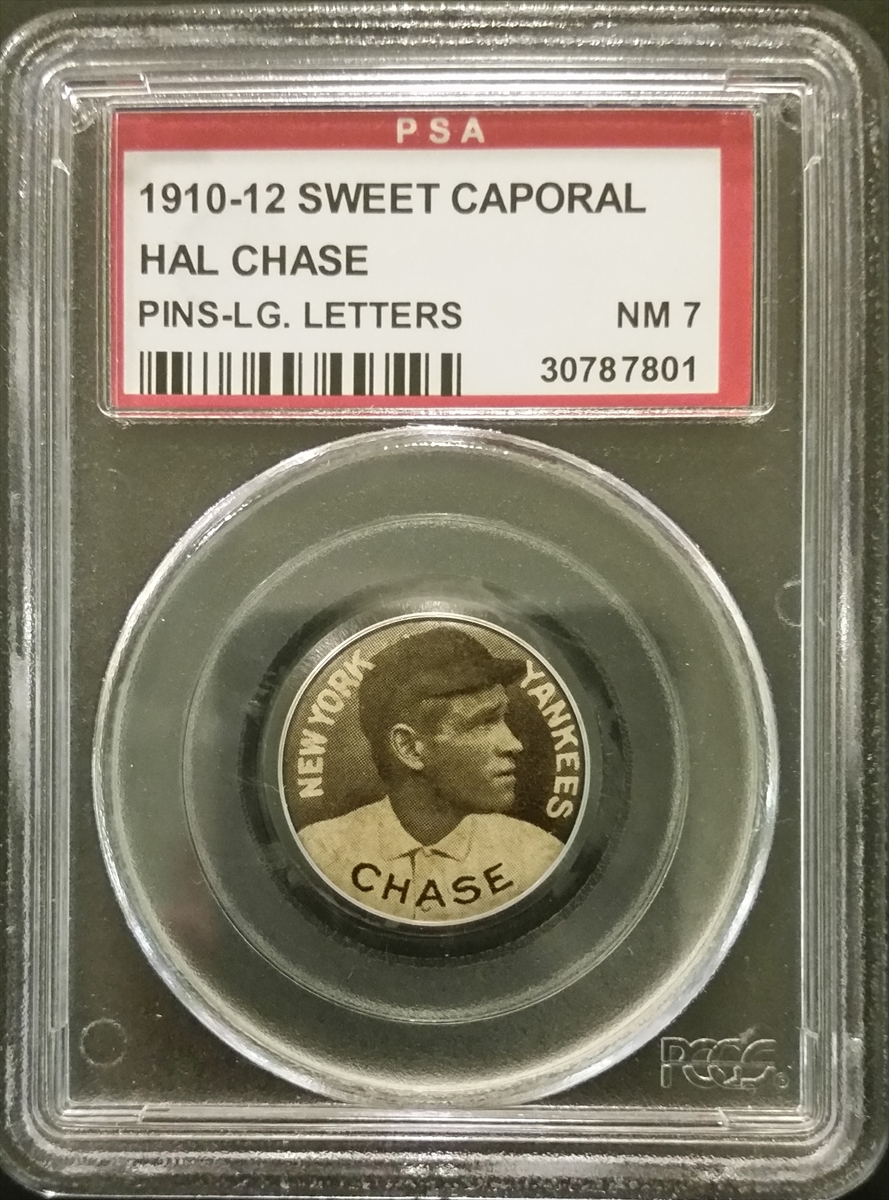 PSA
1910-12 SWEET CAPORAL
HAL CHASE
PINS-LG. LETTERS NM 7
30787801
NEW YORK YANKEES
CHASE
PCGS®